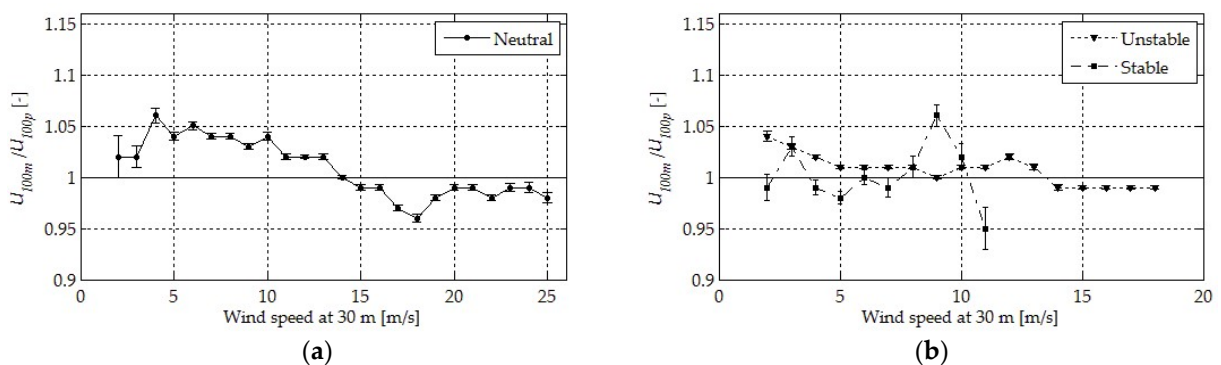 1.15
1.1
1.05
1
0.95
0.9
u100m /u100p [-]
Neutral
0 5 10 15 20 25
Wind speed at 30 m [m/s]
(a)
1.15
1.1
1.05
1
0.95
0.9
u100m /u100p [-]
Unstable
Stable
0 5 10 15 20
Wind speed at 30 m [m/s]
(b)